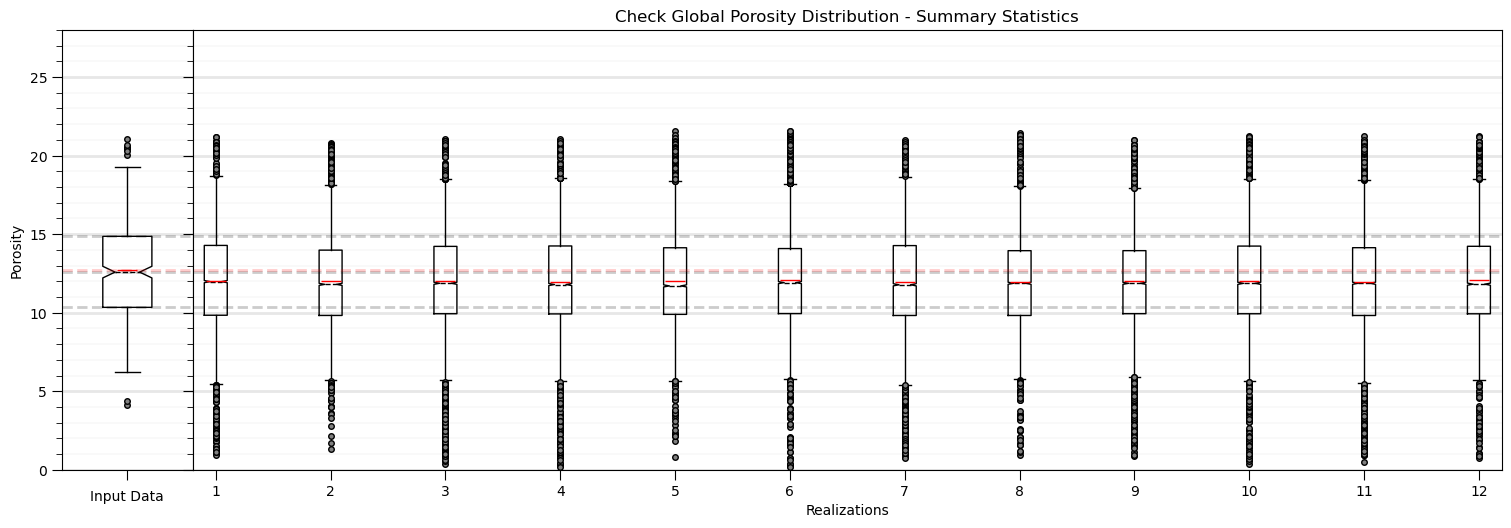 Check Global Porosity Distribution - Summary Statistics
Porosity
25
20
15
10
5
0
Input Data
1 2 3 4 5 6 7 8 9 10 11 12
Realizations